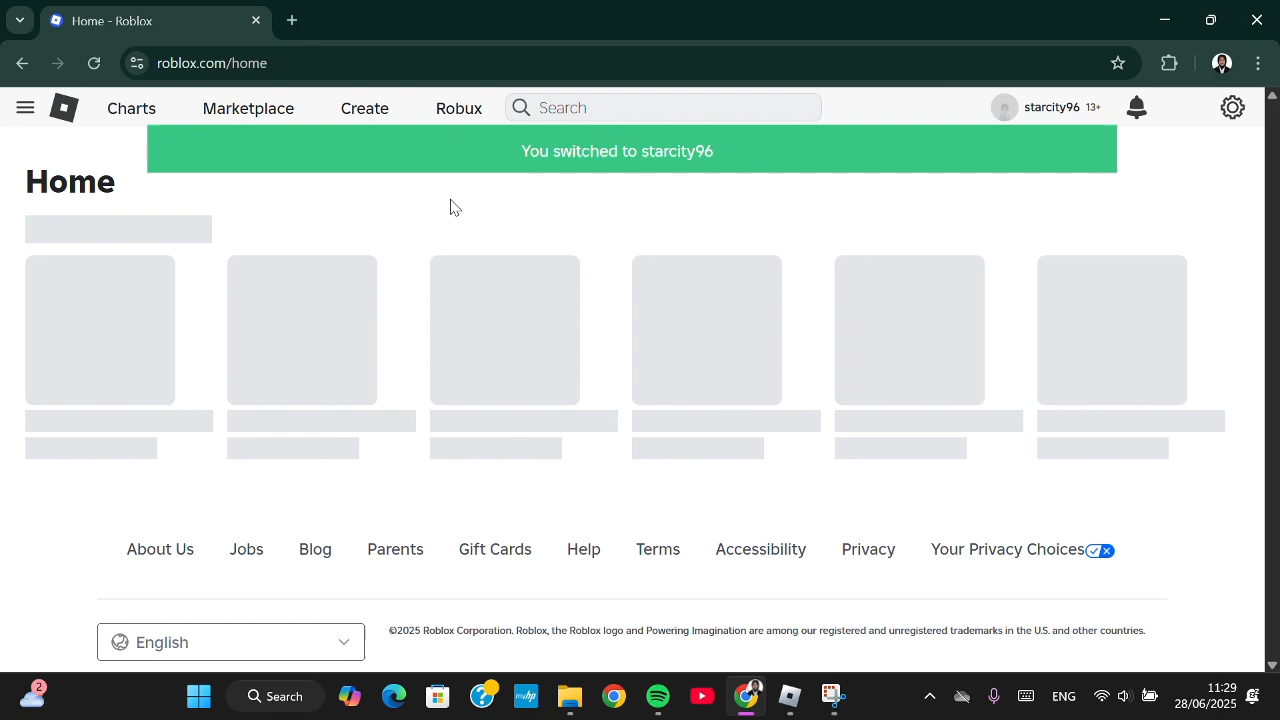 Home - Roblox
roblox.com/home
Charts
Marketplace
Create
Robux
Search
starcity96 13+
You switched to starcity96
Home
About Us
Jobs
Blog
Parents
Gift Cards
Help
Terms
Accessibility
Privacy
Your Privacy Choices
English
©2025 Roblox Corporation. Roblox, the Roblox logo and Powering Imagination are among our registered and unregistered trademarks in the U.S. and other countries.
2
Search
myhp
ENG
11:29
28/06/2025